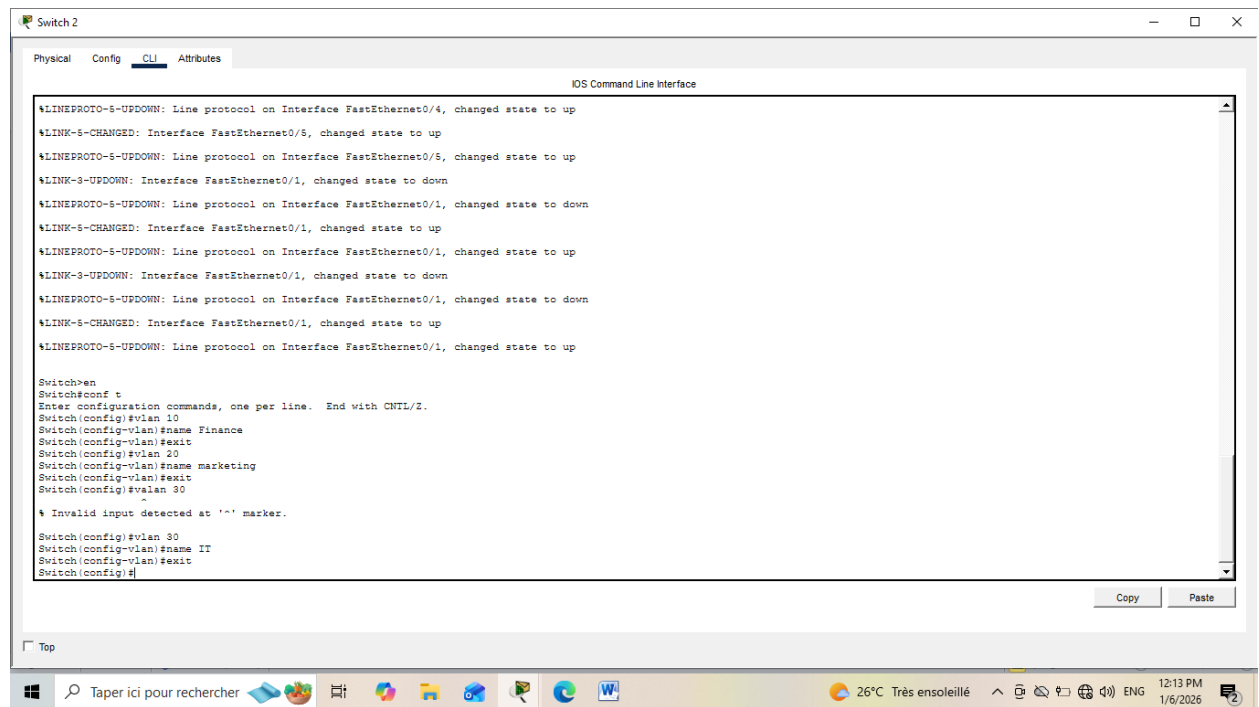 Switch 2
Physical Config CLI Attributes
IOS Command Line Interface
%LINEPROTO-5-UPDOWN: Line protocol on Interface FastEthernet0/4, changed state to up
%LINK-5-CHANGED: Interface FastEthernet0/5, changed state to up
%LINEPROTO-5-UPDOWN: Line protocol on Interface FastEthernet0/5, changed state to up
%LINK-3-UPDOWN: Interface FastEthernet0/1, changed state to down
%LINEPROTO-5-UPDOWN: Line protocol on Interface FastEthernet0/1, changed state to down
%LINK-5-CHANGED: Interface FastEthernet0/1, changed state to up
%LINEPROTO-5-UPDOWN: Line protocol on Interface FastEthernet0/1, changed state to up
%LINK-3-UPDOWN: Interface FastEthernet0/1, changed state to down
%LINEPROTO-5-UPDOWN: Line protocol on Interface FastEthernet0/1, changed state to down
%LINK-5-CHANGED: Interface FastEthernet0/1, changed state to up
%LINEPROTO-5-UPDOWN: Line protocol on Interface FastEthernet0/1, changed state to up
Switch>en
Switch#conf t
Enter configuration commands, one per line.  End with CNTL/Z.
Switch(config)#vlan 10
Switch(config-vlan)#name Finance
Switch(config-vlan)#exit
Switch(config)#vlan 20
Switch(config-vlan)#name marketing
Switch(config-vlan)#exit
Switch(config)#valan 30
^
% Invalid input detected at '^' marker.
Switch(config)#vlan 30
Switch(config-vlan)#name IT
Switch(config-vlan)#exit
Switch(config)#
Copy Paste
Top
Taper ici pour rechercher 26°C Très ensoleillé ENG 12:13 PM
1/6/2026
2